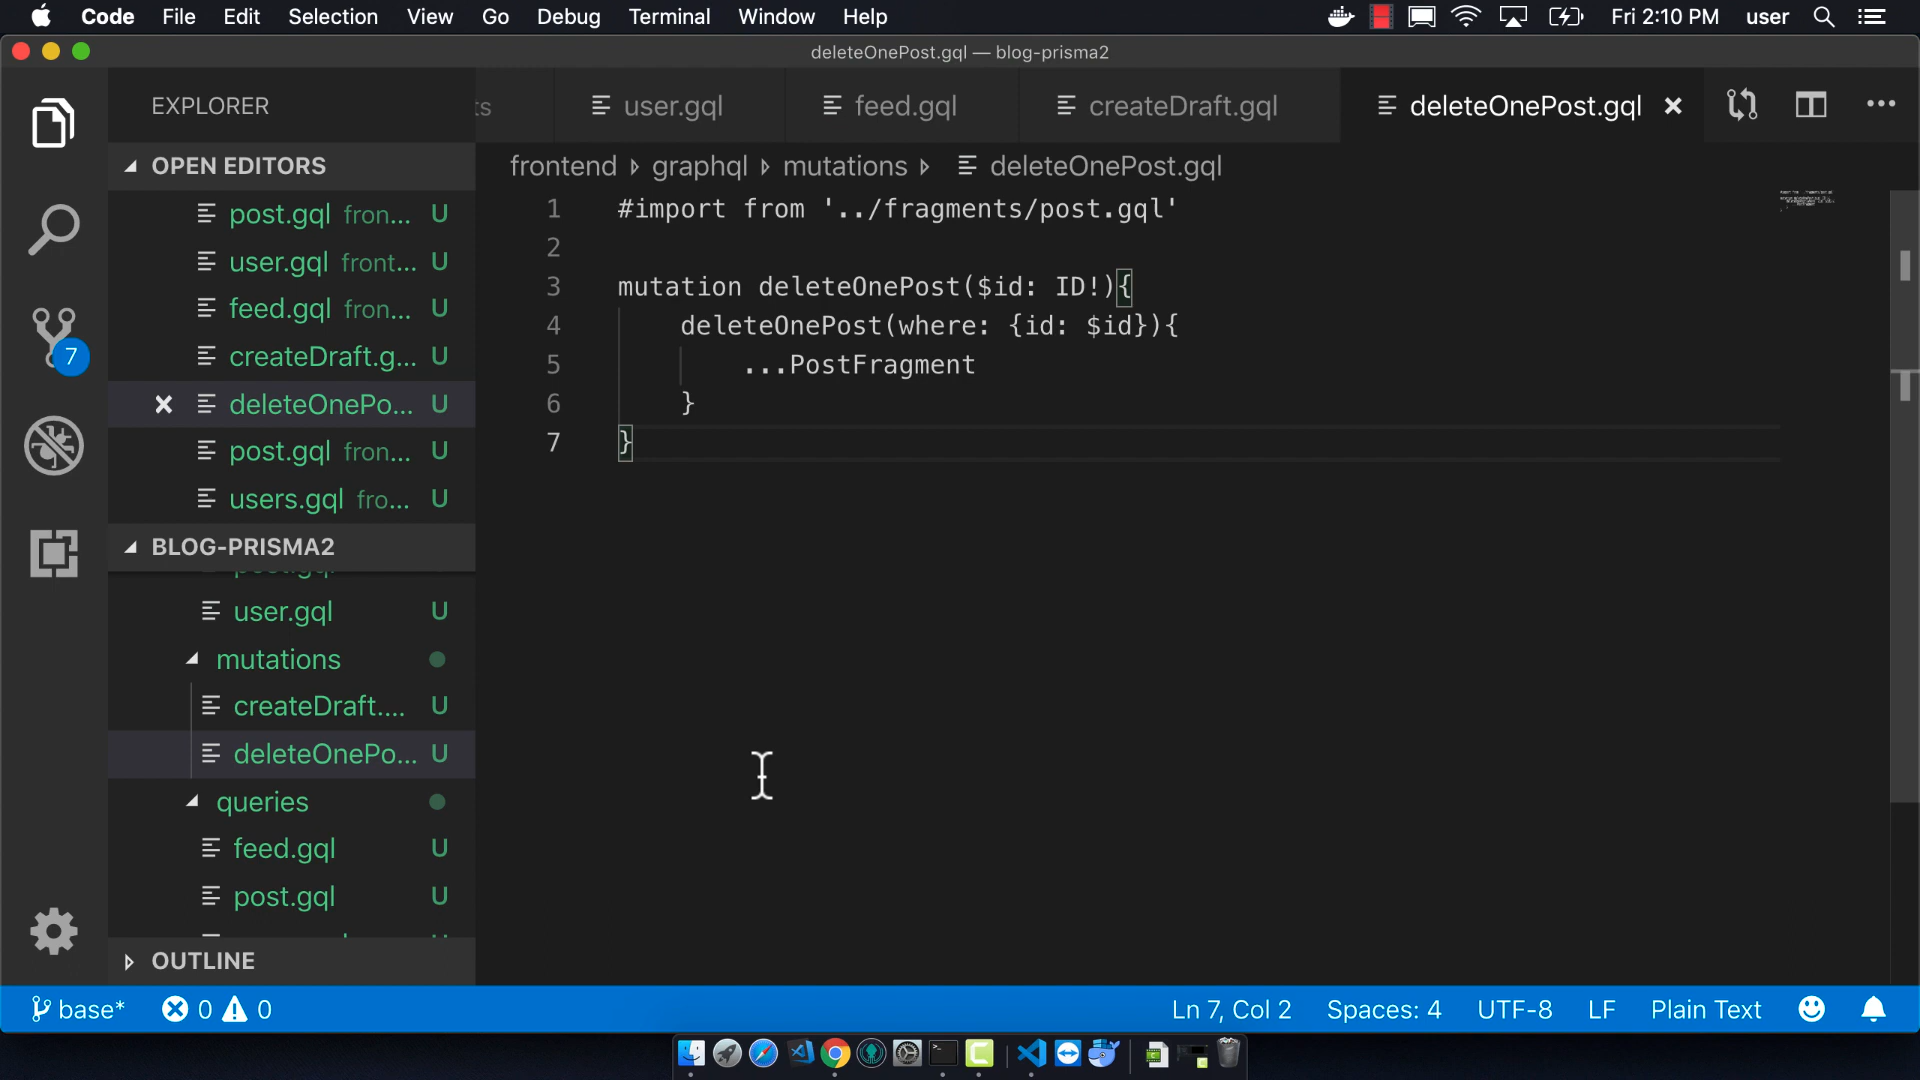 Code File Edit Selection View Go Debug Terminal Window Help Fri 2:10 PM user
deleteOnePost.gql — blog-prisma2
EXPLORER
ts user.gql feed.gql createDraft.gql deleteOnePost.gql
OPEN EDITORS
post.gql fron... U
user.gql front... U
feed.gql fron... U
createDraft.g... U
deleteOnePo... U
post.gql fron... U
users.gql fro... U
BLOG-PRISMA2
post.gql
user.gql U
mutations
createDraft.... U
deleteOnePo... U
queries
feed.gql U
post.gql U
OUTLINE
7
frontend graphql mutations deleteOnePost.gql
1 #import from '../fragments/post.gql'
2
3 mutation deleteOnePost($id: ID!){
4 deleteOnePost(where: {id: $id}){
5 ...PostFragment
6 }
7 }
base* 0 0 Ln 7, Col 2 Spaces: 4 UTF-8 LF Plain Text